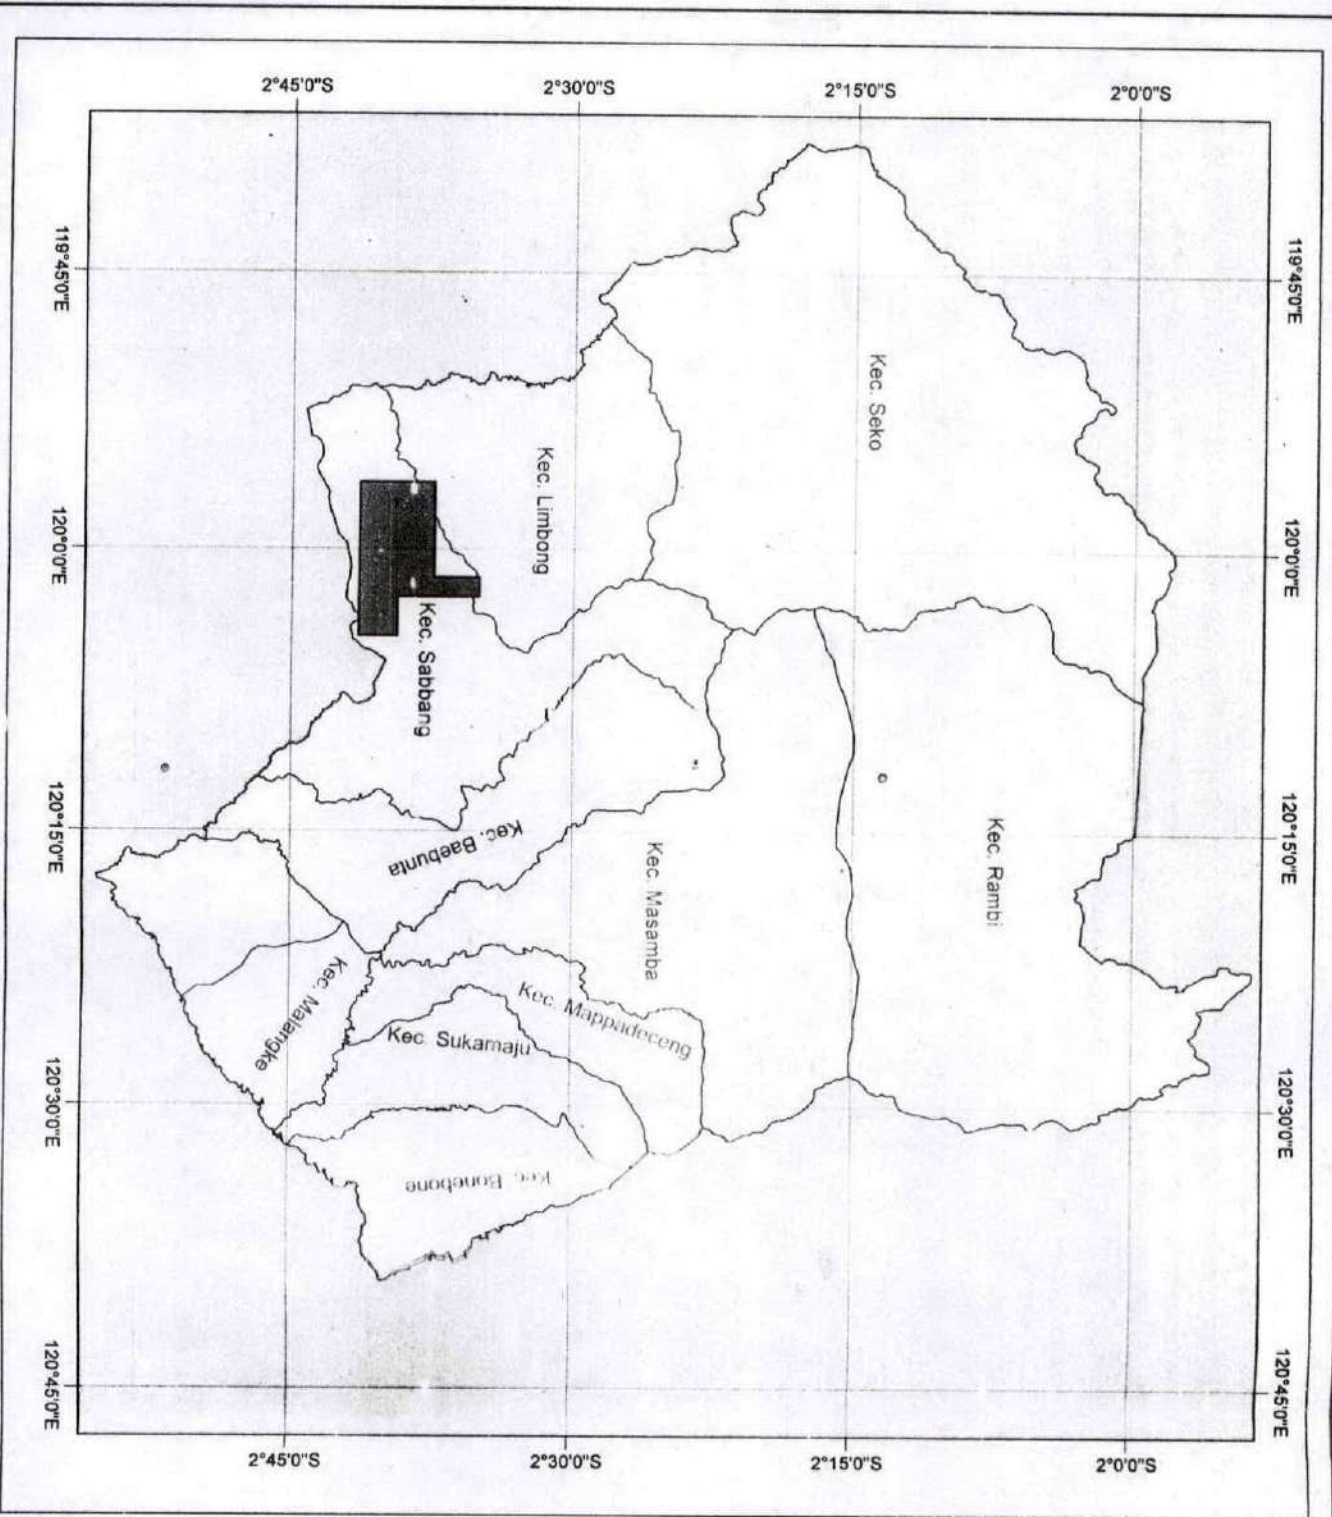 2°45'0"S
2°30'0"S
2°15'0"S
2°0'0"S
119°45'0"E
119°45'0"E
Kec. Seko
Kec. Limbong
120°0'0"E
120°0'0"E
Kec. Sabbang
120°15'0"E
120°15'0"E
Kec. Baebunta
Kec. Masamba
Kec. Rambi
Kec. Malangke
Kec. Mappadeceng
Kec Sukamaju
120°30'0"E
120°30'0"E
Kec. Bonebone
120°45'0"E
120°45'0"E
2°45'0"S
2°30'0"S
2°15'0"S
2°0'0"S